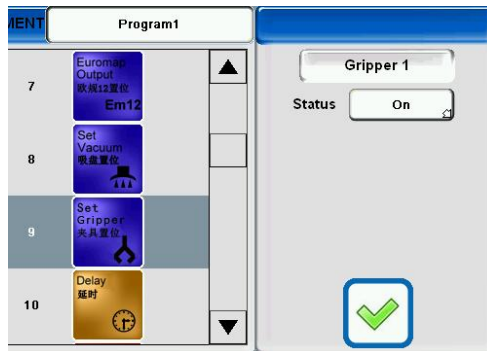 MENT
Program1
7
Euromap
Output
欧规12置位
Em12
8
Set
Vacuum
吸盘置位
9
Set
Gripper
夹具置位
10
Delay
延时
Gripper 1
Status
On